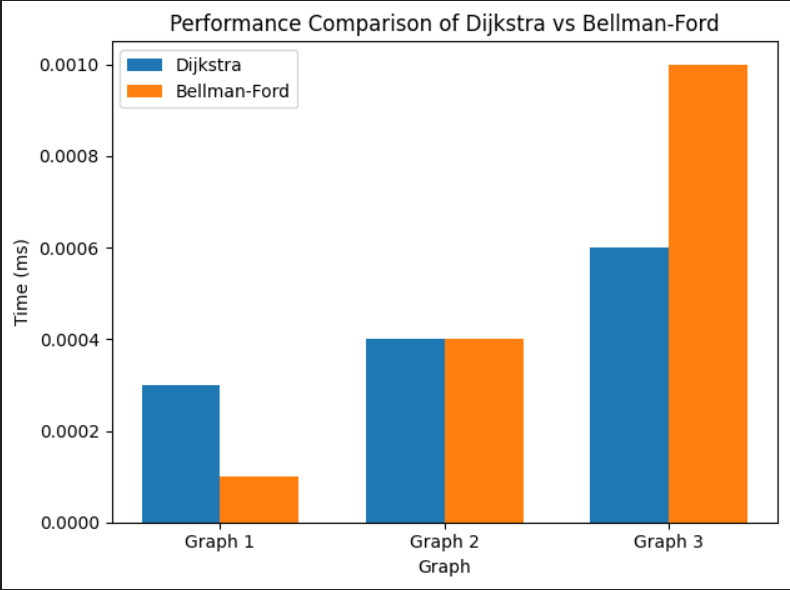 Performance Comparison of Dijkstra vs Bellman-Ford
Dijkstra
Bellman-Ford
Time (ms)
0.0010
0.0008
0.0006
0.0004
0.0002
0.0000
Graph 1
Graph 2
Graph 3
Graph